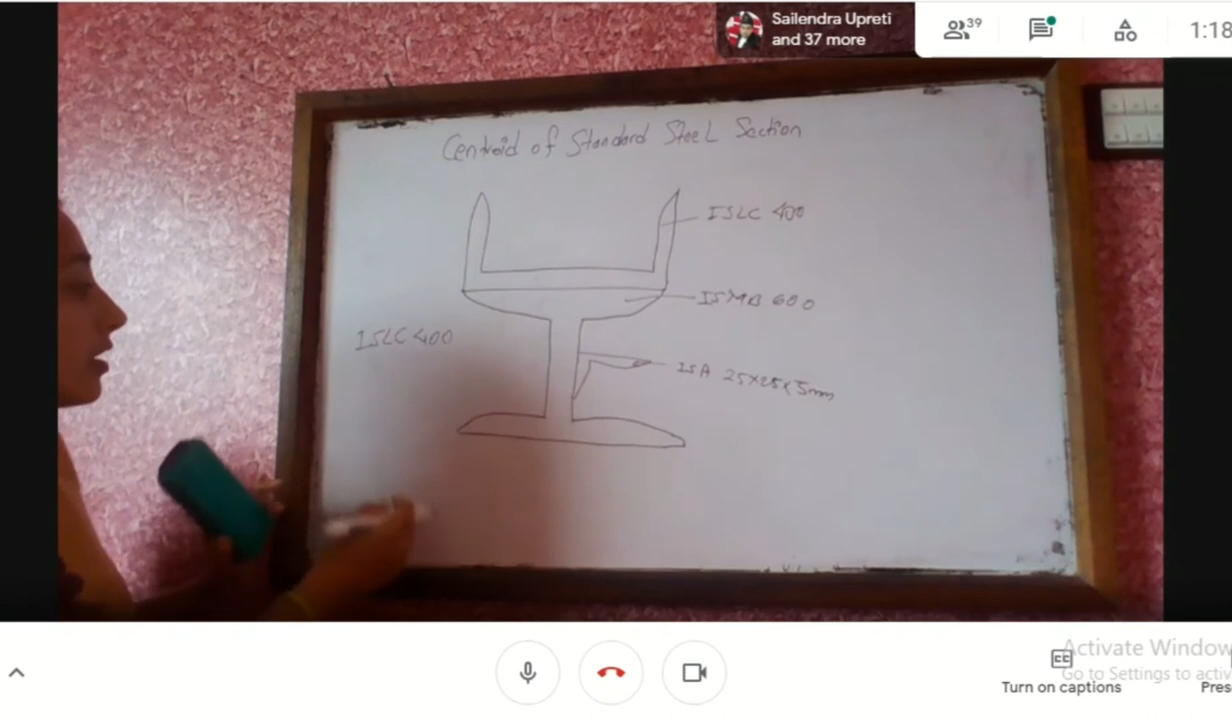 Sailendra Upreti
and 37 more
39
1:18
Centroid of Standard Steel Section
ISLC 400
ISMB 600
ISLC 400
ISA 25x25x5mm
Activate Window
Go to Settings to activ
Turn on captions
Pres